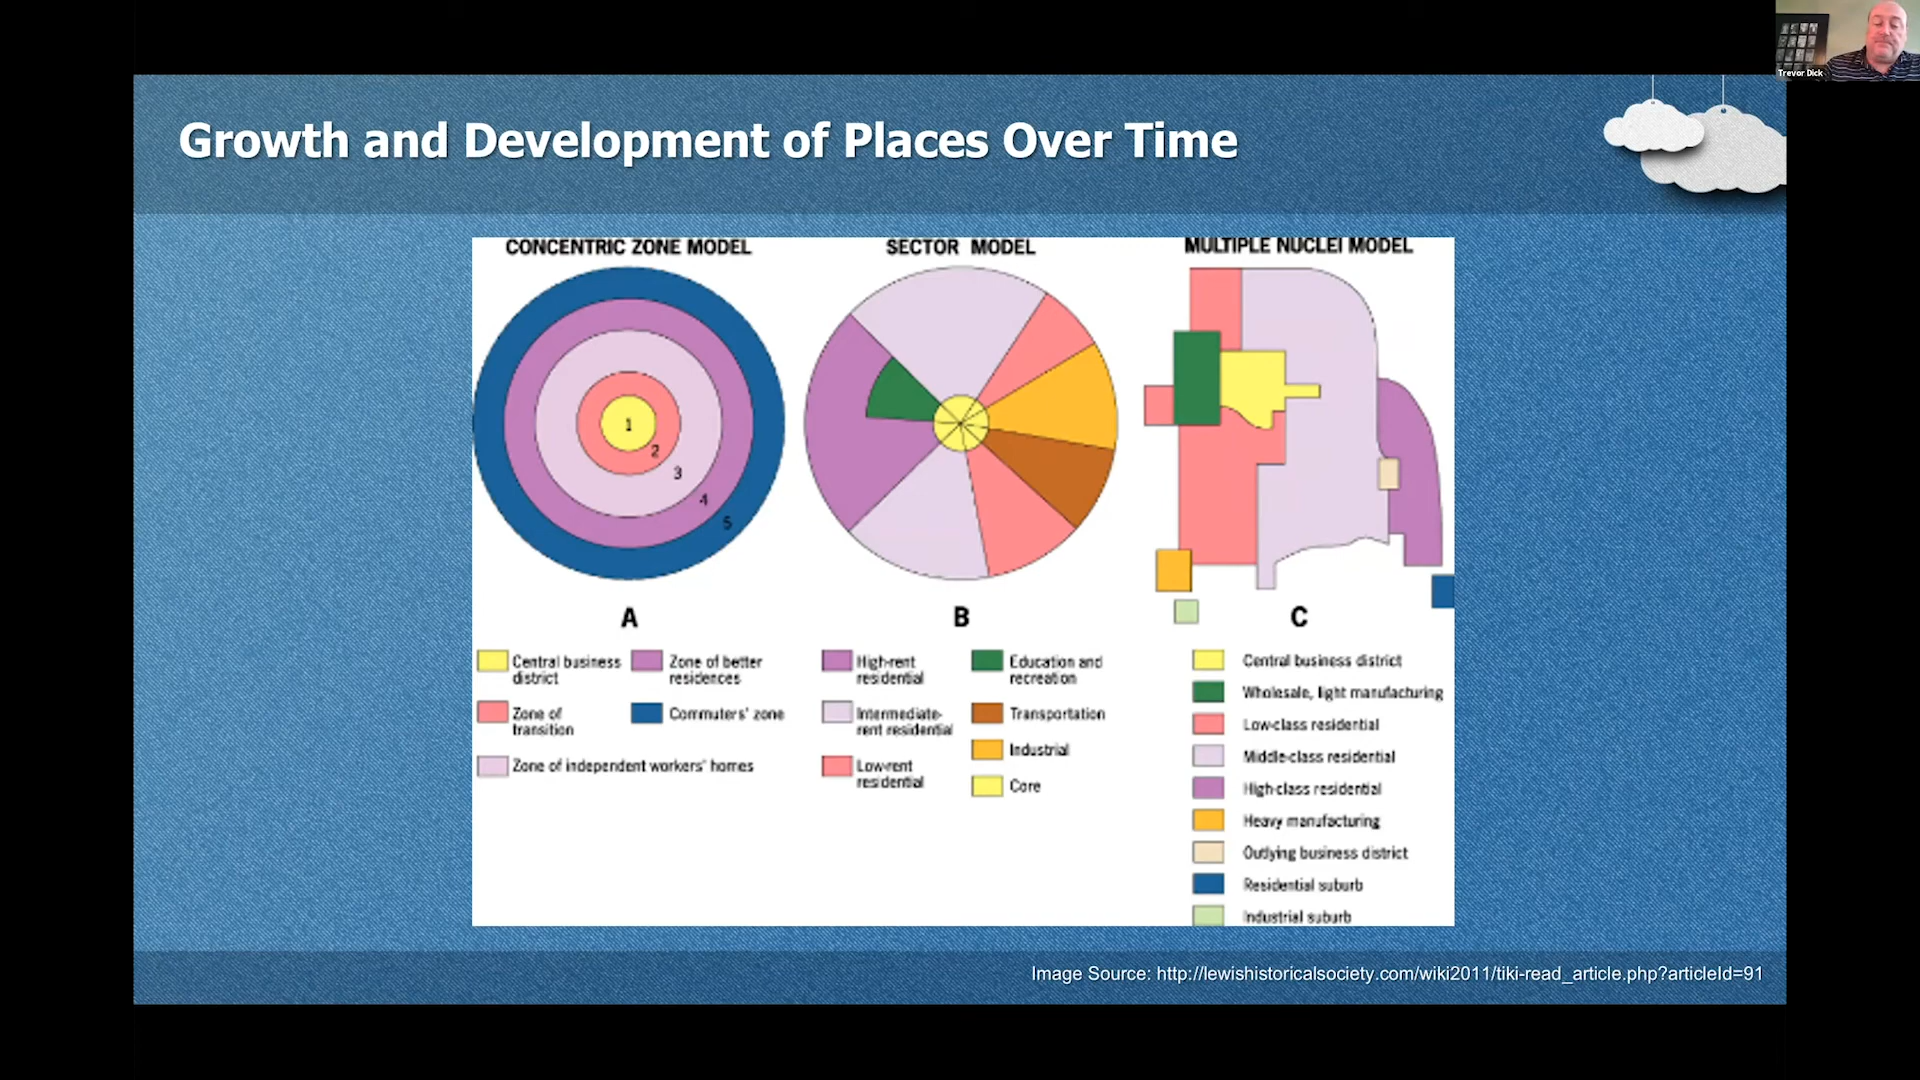 Trevor Dick
Growth and Development of Places Over Time
CONCENTRIC ZONE MODEL
1
2
3
4
5
A
Central business
district
Zone of
transition
Zone of independent workers' homes
Zone of better
residences
Commuters' zone
SECTOR MODEL
B
High-rent
residential
Intermediate-
rent residential
Low-rent
residential
Education and
recreation
Transportation
Industrial
Core
MULTIPLE NUCLEI MODEL
C
Central business district
Wholesale, light manufacturing
Low-class residential
Middle-class residential
High-class residential
Heavy manufacturing
Outlying business district
Residential suburb
Industrial suburb
Image Source: http://lewishistoricalsociety.com/wiki2011/tiki-read_article.php?articleId=91